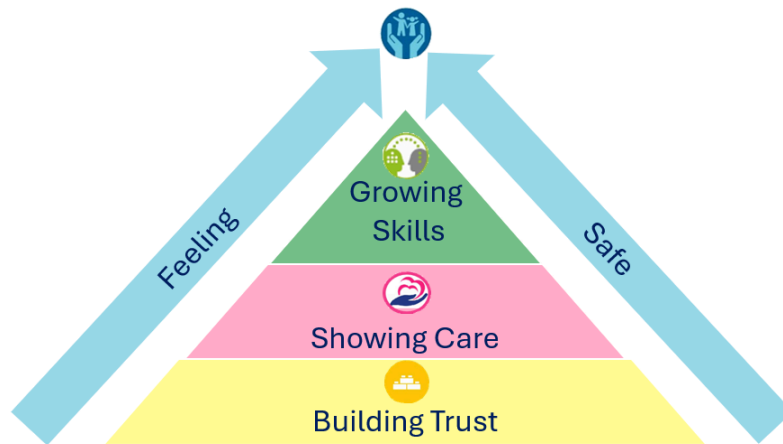 Growing
Skills
Feeling
Safe
Showing Care
Building Trust